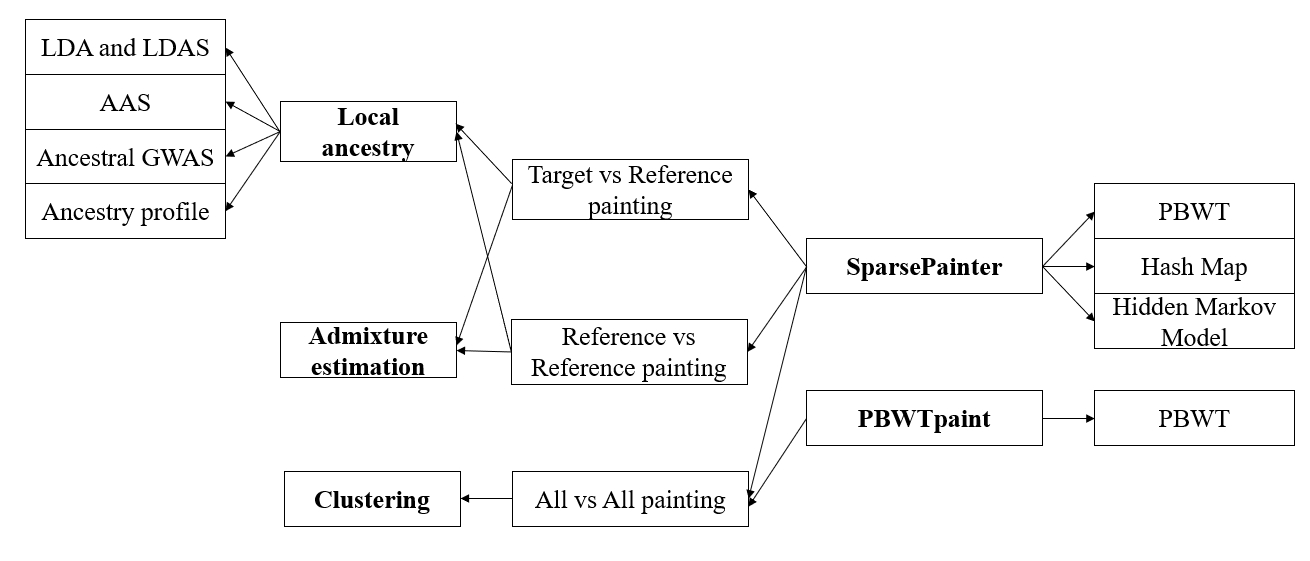 LDA and LDAS
AAS
Ancestral GWAS
Ancestry profile
Local
ancestry
Admixture
estimation
Clustering
Target vs Reference
painting
Reference vs
Reference painting
All vs All painting
SparsePainter
PBWTpaint
PBWT
Hash Map
Hidden Markov
Model
PBWT